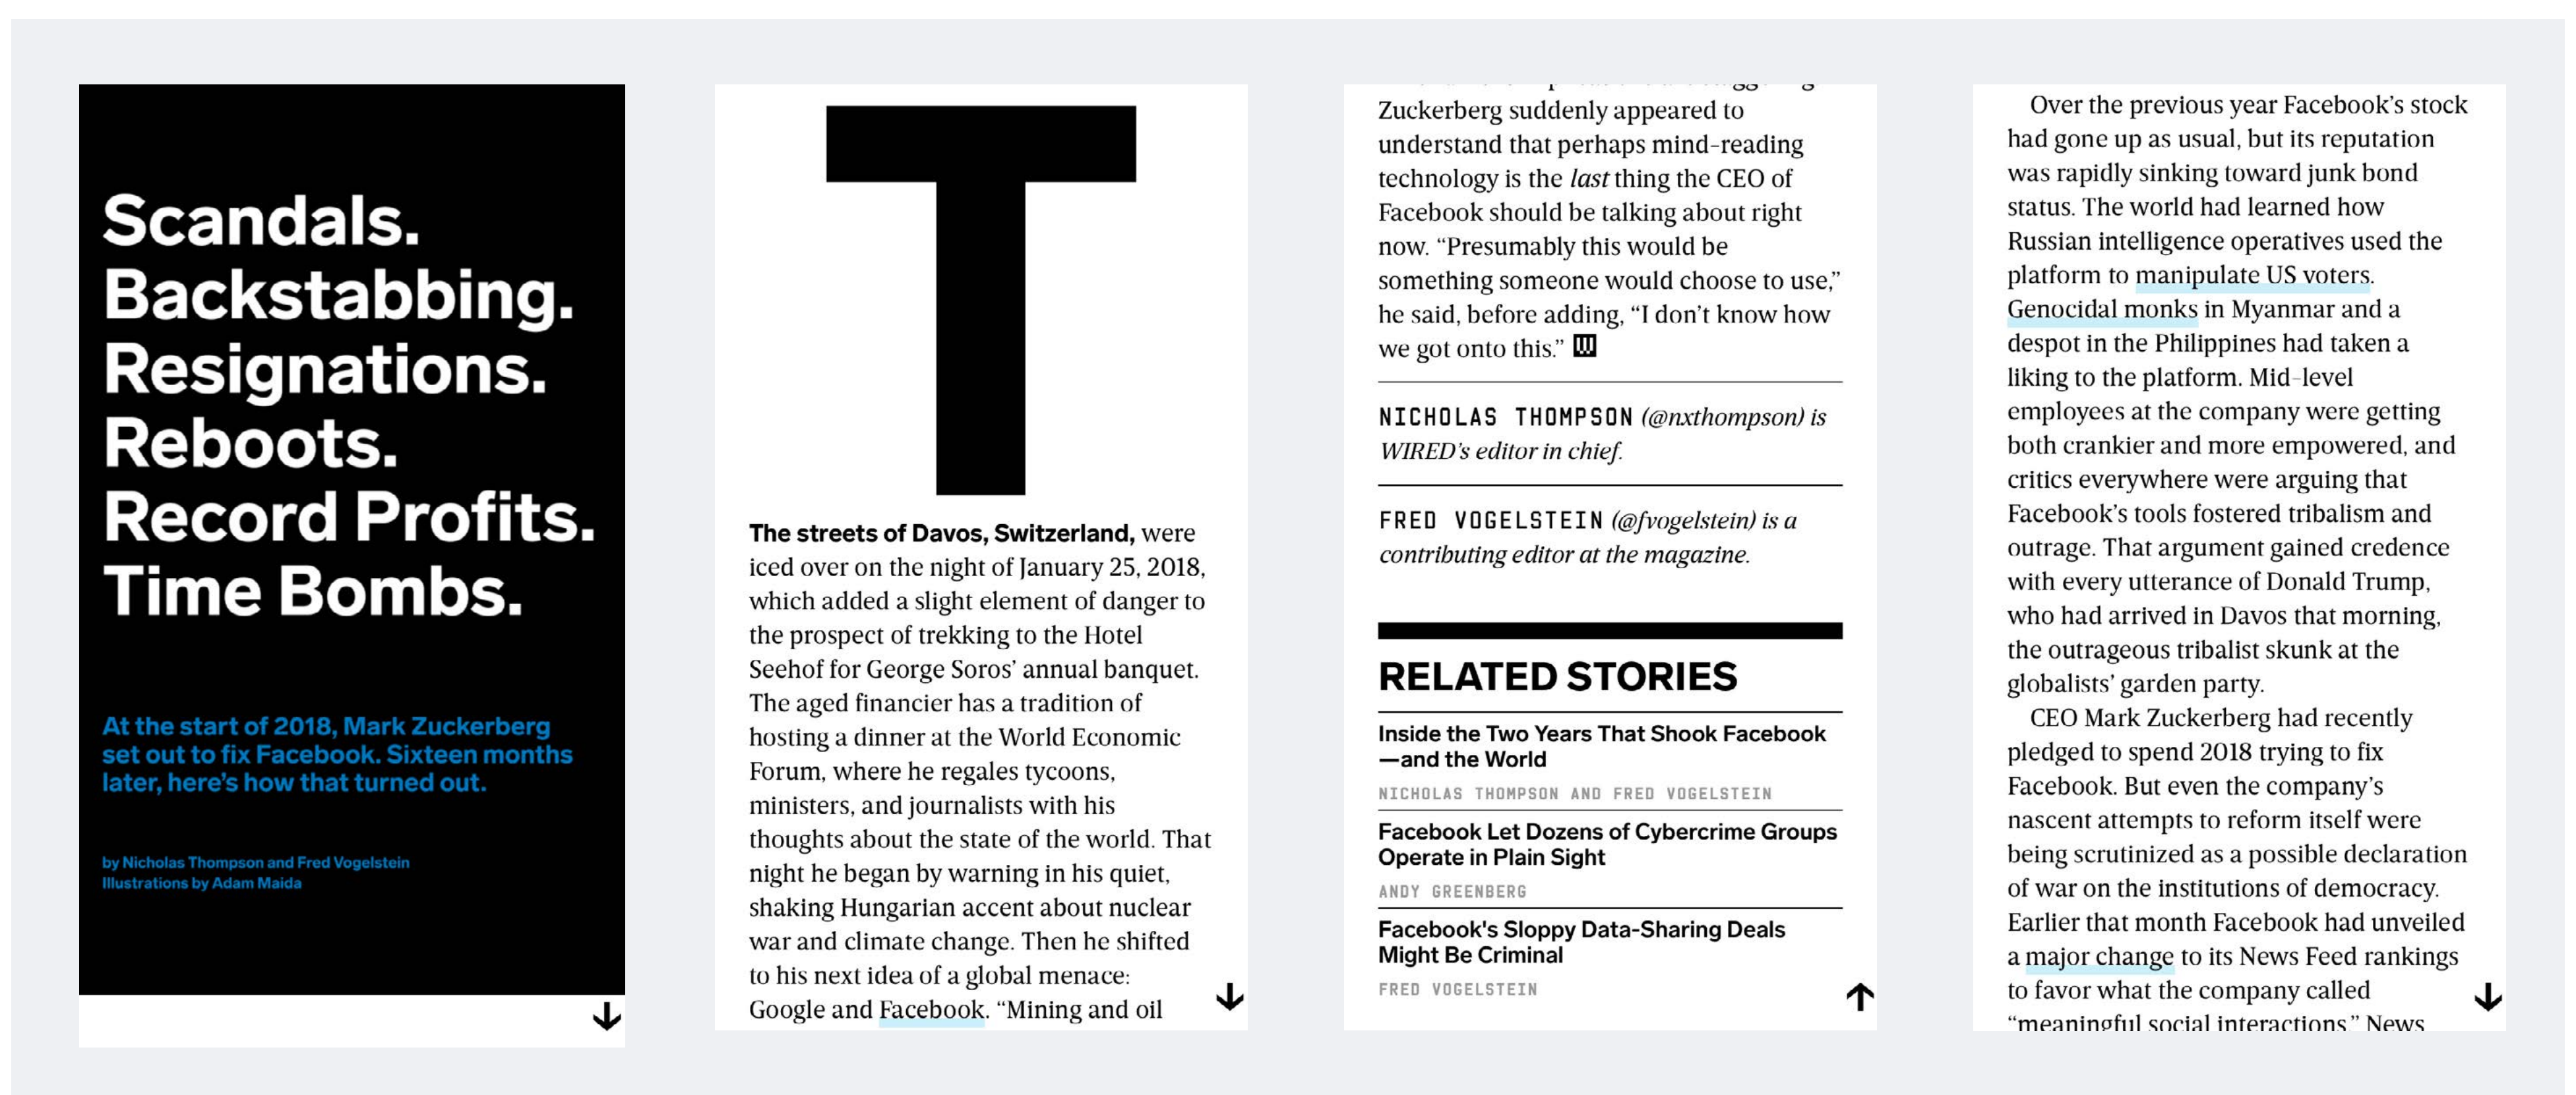 Scandals.
Backstabbing.
Resignations.
Reboots.
Record Profits.
Time Bombs.
At the start of 2018, Mark Zuckerberg
set out to fix Facebook. Sixteen months
later, here’s how that turned out.
by Nicholas Thompson and Fred Vogelstein
Illustrations by Adam Maida
T
The streets of Davos, Switzerland, were
iced over on the night of January 25, 2018,
which added a slight element of danger to
the prospect of trekking to the Hotel
Seehof for George Soros’ annual banquet.
The aged financier has a tradition of
hosting a dinner at the World Economic
Forum, where he regales tycoons,
ministers, and journalists with his
thoughts about the state of the world. That
night he began by warning in his quiet,
shaking Hungarian accent about nuclear
war and climate change. Then he shifted
to his next idea of a global menace:
Google and Facebook. “Mining and oil
Zuckerberg suddenly appeared to
understand that perhaps mind-reading
technology is the last thing the CEO of
Facebook should be talking about right
now. “Presumably this would be
something someone would choose to use,”
he said, before adding, “I don’t know how
we got onto this.”
NICHOLAS THOMPSON (@nxthompson) is
WIRED’s editor in chief.
FRED VOGELSTEIN (@fvogelstein) is a
contributing editor at the magazine.
RELATED STORIES
Inside the Two Years That Shook Facebook
—and the World
NICHOLAS THOMPSON AND FRED VOGELSTEIN
Facebook Let Dozens of Cybercrime Groups
Operate in Plain Sight
ANDY GREENBERG
Facebook's Sloppy Data-Sharing Deals
Might Be Criminal
FRED VOGELSTEIN
Over the previous year Facebook’s stock
had gone up as usual, but its reputation
was rapidly sinking toward junk bond
status. The world had learned how
Russian intelligence operatives used the
platform to manipulate US voters.
Genocidal monks in Myanmar and a
despot in the Philippines had taken a
liking to the platform. Mid-level
employees at the company were getting
both crankier and more empowered, and
critics everywhere were arguing that
Facebook’s tools fostered tribalism and
outrage. That argument gained credence
with every utterance of Donald Trump,
who had arrived in Davos that morning,
the outrageous tribalist skunk at the
globalists’ garden party.
CEO Mark Zuckerberg had recently
pledged to spend 2018 trying to fix
Facebook. But even the company’s
nascent attempts to reform itself were
being scrutinized as a possible declaration
of war on the institutions of democracy.
Earlier that month Facebook had unveiled
a major change to its News Feed rankings
to favor what the company called
“meaningful social interactions.” News